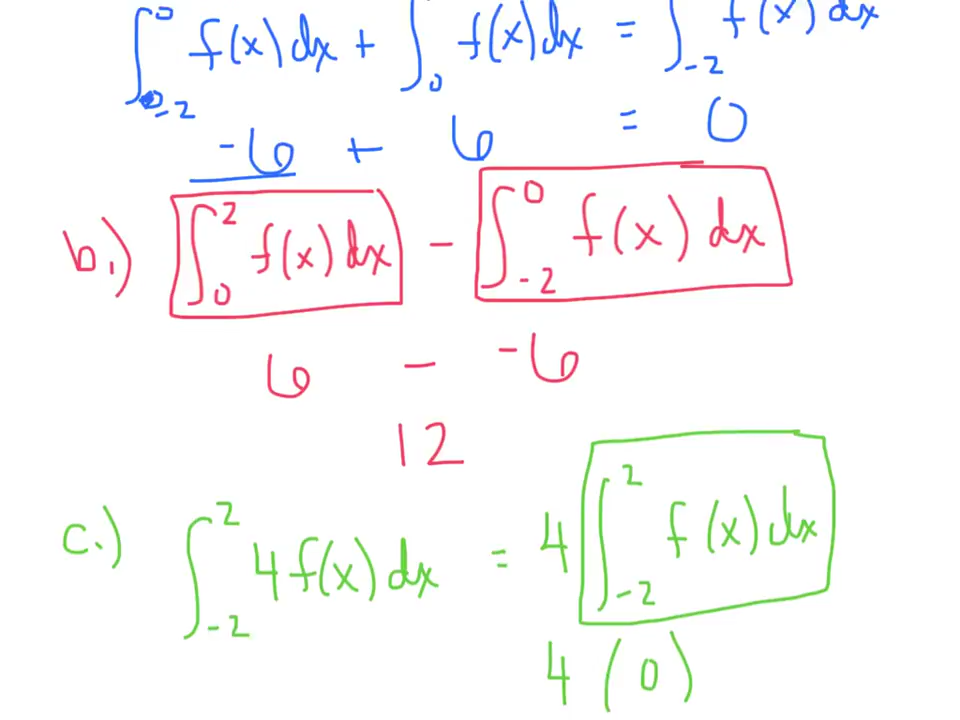 ∫₋₂⁰ f(x) dx + ∫₀ f(x) dx = ∫₋₂ f(x) dx
-6 + 6 = 0
b.) ∫₀² f(x) dx - ∫₋₂⁰ f(x) dx
6 - -6
12
c.) ∫₋₂² 4 f(x) dx = 4 ∫₋₂² f(x) dx
4 (0)